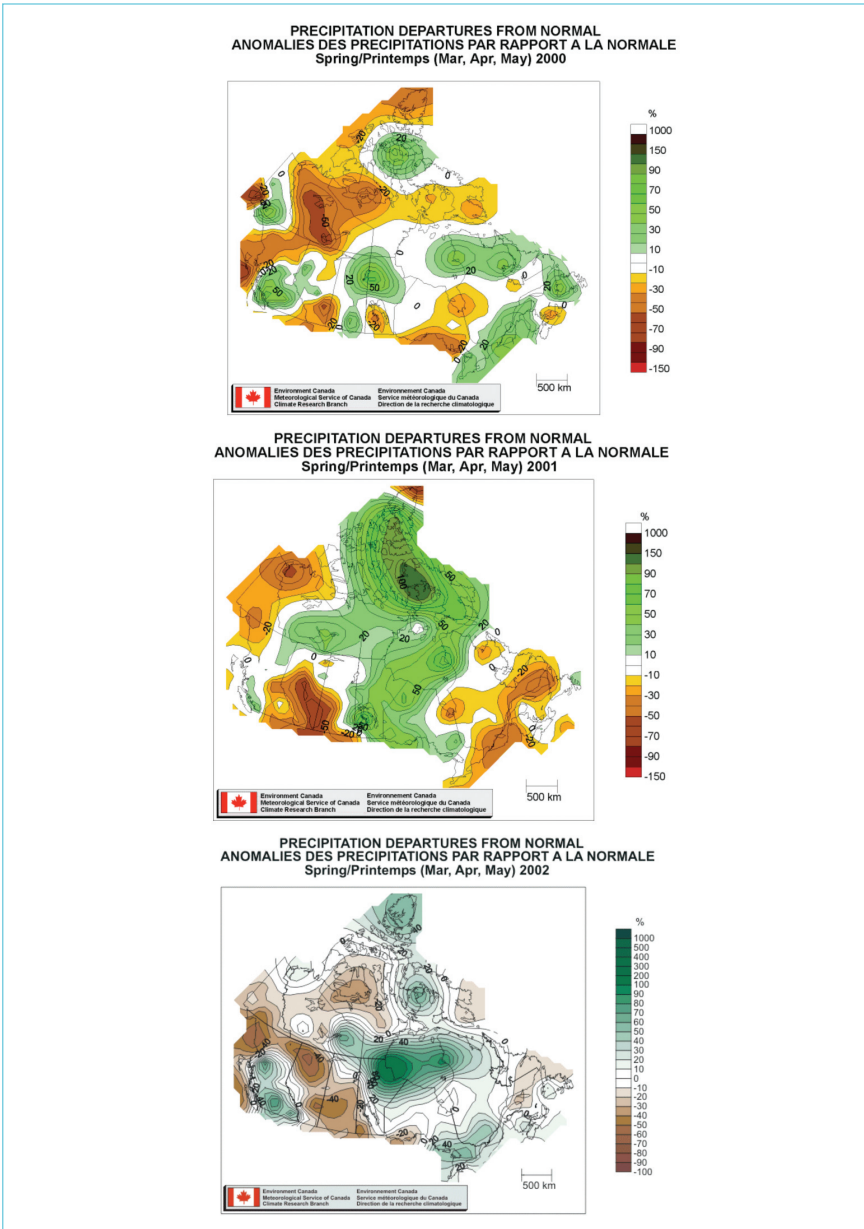 PRECIPITATION DEPARTURES FROM NORMAL
ANOMALIES DES PRECIPITATIONS PAR RAPPORT A LA NORMALE
Spring/Printemps (Mar, Apr, May) 2000
%
1000
150
90
70
50
30
10
-10
-30
-50
-70
-90
-150
500 km
Environment Canada Environnement Canada
Meteorological Service of Canada Service météorologique du Canada
Climate Research Branch Direction de la recherche climatologique
PRECIPITATION DEPARTURES FROM NORMAL
ANOMALIES DES PRECIPITATIONS PAR RAPPORT A LA NORMALE
Spring/Printemps (Mar, Apr, May) 2001
%
1000
150
90
70
50
30
10
-10
-30
-50
-70
-90
-150
500 km
Environment Canada Environnement Canada
Meteorological Service of Canada Service météorologique du Canada
Climate Research Branch Direction de la recherche climatologique
PRECIPITATION DEPARTURES FROM NORMAL
ANOMALIES DES PRECIPITATIONS PAR RAPPORT A LA NORMALE
Spring/Printemps (Mar, Apr, May) 2002
%
1000
500
400
300
200
100
90
80
70
60
50
40
30
20
10
0
-10
-20
-30
-40
-50
-60
-70
-80
-90
-100
500 km
Environment Canada Environnement Canada
Meteorological Service of Canada Service météorologique du Canada
Climate Research Branch Direction de la recherche climatologique